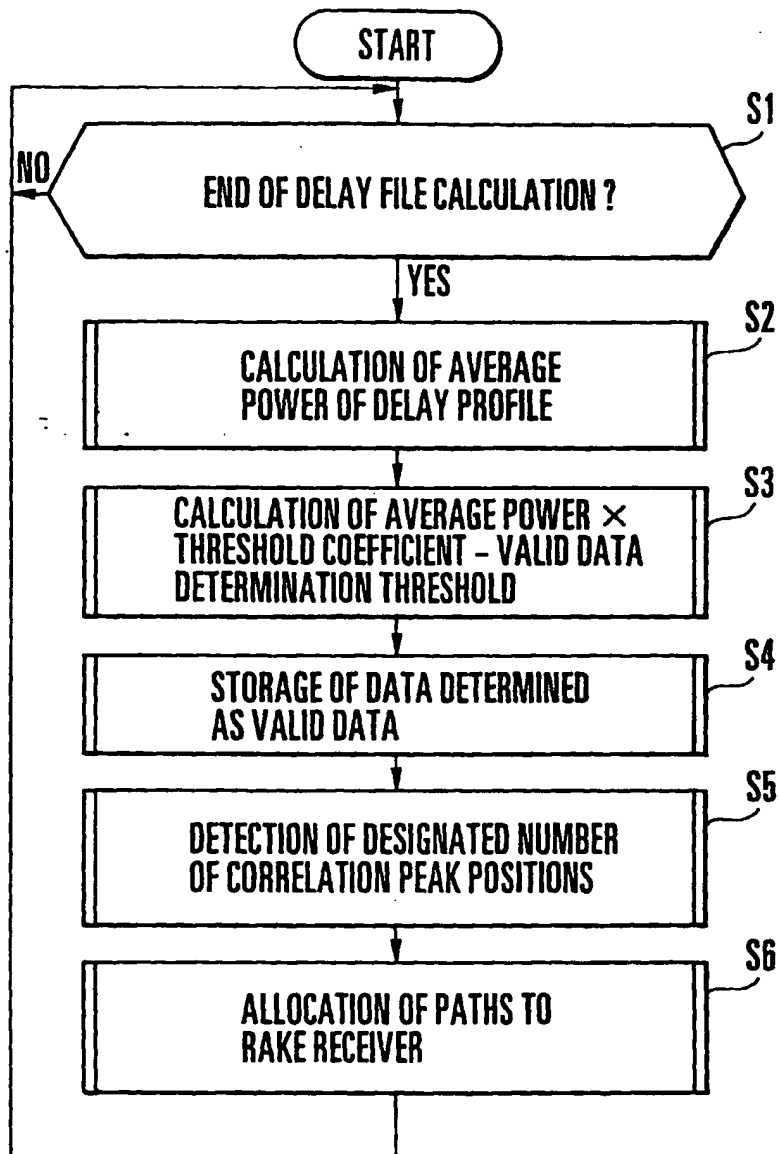 START
S1
NO
END OF DELAY FILE CALCULATION ?
YES
S2
CALCULATION OF AVERAGE
POWER OF DELAY PROFILE
S3
CALCULATION OF AVERAGE POWER ×
THRESHOLD COEFFICIENT – VALID DATA
DETERMINATION THRESHOLD
S4
STORAGE OF DATA DETERMINED
AS VALID DATA
S5
DETECTION OF DESIGNATED NUMBER
OF CORRELATION PEAK POSITIONS
S6
ALLOCATION OF PATHS TO
RAKE RECEIVER